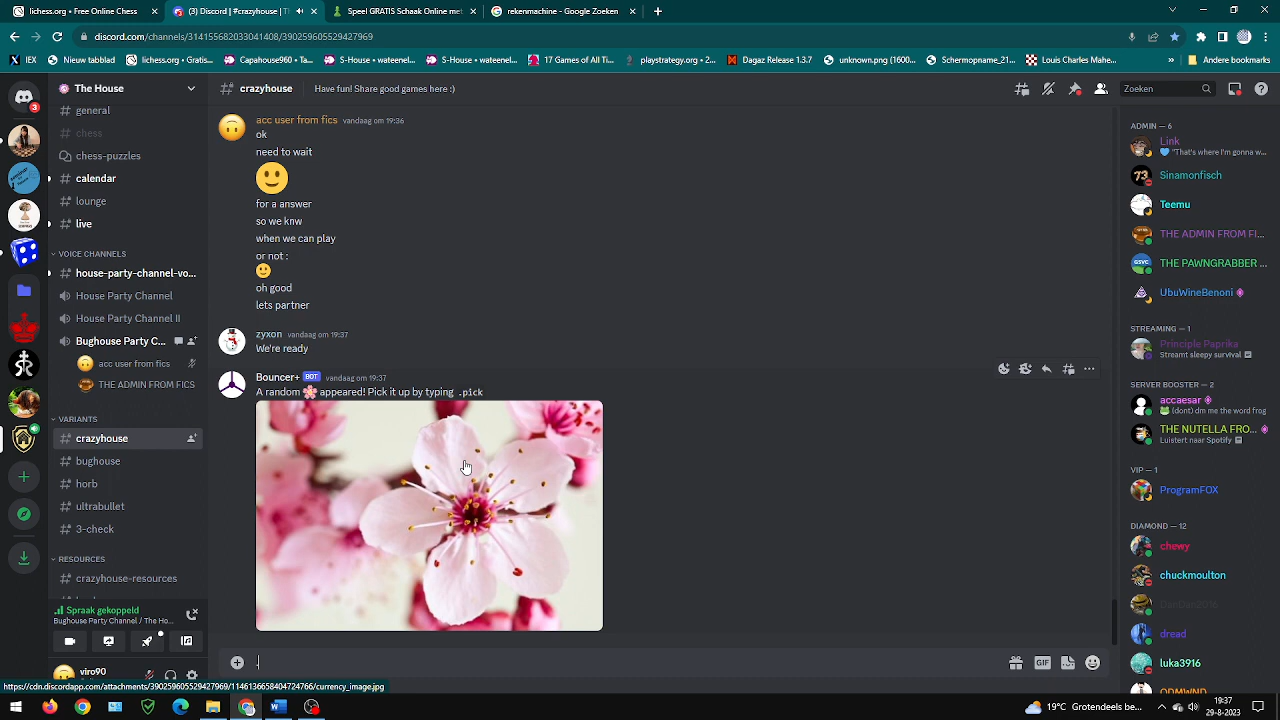 lichess.org • Free Online Chess
(3) Discord | #crazyhouse | Th
Speel GRATIS Schaak Online met
rekenmachine - Google Zoeken
discord.com/channels/314155682033041408/390259605529427969
IEX
Nieuw tabblad
lichess.org • Gratis...
Capahouse960 • Ta...
S-House • wateenel...
S-House • wateenel...
17 Games of All Ti...
playstrategy.org • 2...
Dagaz Release 1.3.7
unknown.png (1600...
Schermopname_21...
Louis Charles Mahe...
»
Andere bookmarks
The House
crazyhouse
Have fun! Share good games here :)
Zoeken
3
general
chess
chess-puzzles
calendar
lounge
live
VOICE CHANNELS
house-party-channel-vo...
House Party Channel
House Party Channel II
Bughouse Party C...
acc user from fics
THE ADMIN FROM FICS
VARIANTS
crazyhouse
bughouse
horb
ultrabullet
3-check
RESOURCES
crazyhouse-resources
Spraak gekoppeld
Bughouse Party Channel / The Ho...
viro90
acc user from fics vandaag om 19:36
ok
need to wait
for a answer
so we knw
when we can play
or not :
oh good
lets partner
zyxon vandaag om 19:37
We're ready
Bouncer+ BOT vandaag om 19:37
A random 🌸 appeared! Pick it up by typing .pick
GIF
ADMIN — 6
Link
"That's where I'm gonna w...
Sinamonfisch
Teemu
THE ADMIN FROM FI...
THE PAWNGRABBER ...
UbuWineBenoni
STREAMING — 1
Principle Paprika
Streamt sleepy survival
SERVER BOOSTER — 2
accaesar
(dont) dm me the word frog
THE NUTELLA FRO...
Luistert naar Spotify
VIP — 1
ProgramFOX
DIAMOND — 12
chewy
chuckmoulton
DanDan2016
dread
luka3916
QDMWND
https://cdn.discordapp.com/attachments/390259605529427969/1146136658404724766/currency_image.jpg
19°C Grotendeels be...
19:37
29-8-2023